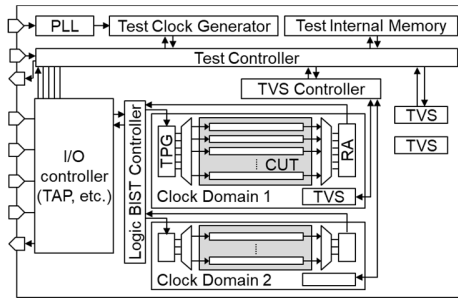 PLL
Test Clock Generator
Test Internal Memory
Test Controller
TVS Controller
TVS
TVS
I/O
controller
(TAP, etc.)
Logic BIST Controller
TPG
CUT
RA
TVS
Clock Domain 1
Clock Domain 2